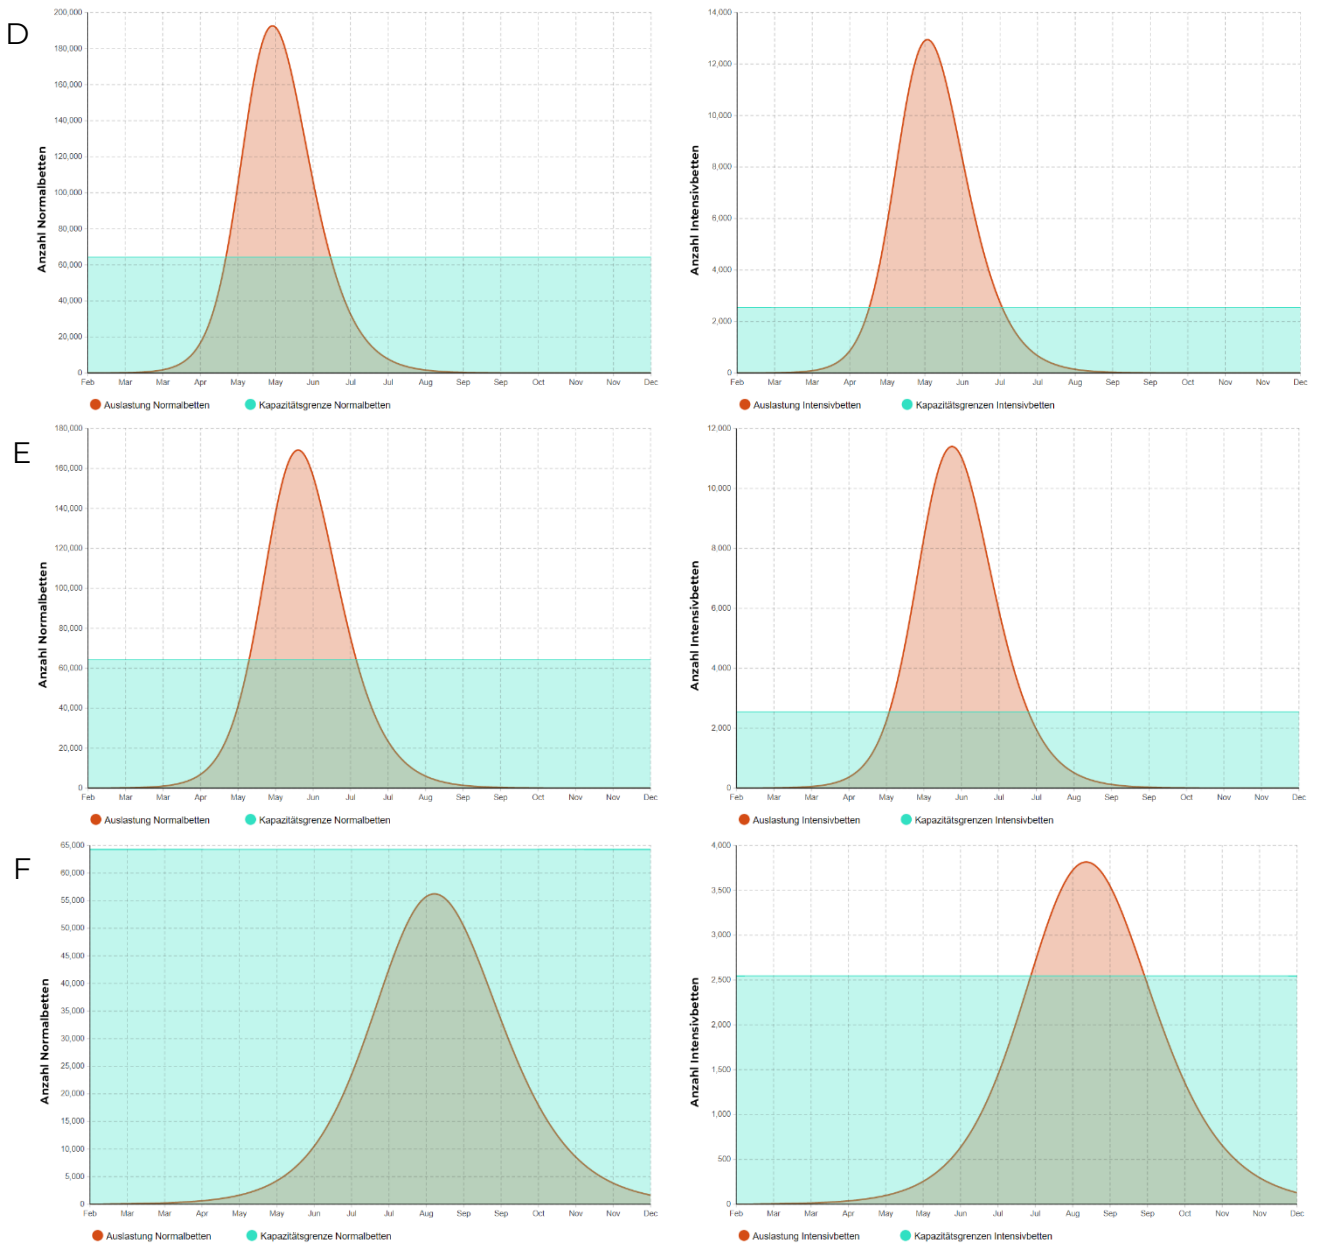 D
200,000
180,000
160,000
140,000
120,000
100,000
80,000
60,000
40,000
20,000
0
Anzahl Normalbetten
Feb Mar Mar Apr May May Jun Jul Jul Aug Sep Sep Oct Nov Nov Dec
Auslastung Normalbetten Kapazitätsgrenze Normalbetten
14,000
12,000
10,000
8,000
6,000
4,000
2,000
0
Anzahl Intensivbetten
Feb Mar Mar Apr May May Jun Jul Jul Aug Sep Sep Oct Nov Nov Dec
Auslastung Intensivbetten Kapazitätsgrenzen Intensivbetten
E
180,000
160,000
140,000
120,000
100,000
80,000
60,000
40,000
20,000
0
Anzahl Normalbetten
Feb Mar Mar Apr May May Jun Jul Jul Aug Sep Sep Oct Nov Nov Dec
Auslastung Normalbetten Kapazitätsgrenze Normalbetten
12,000
10,000
8,000
6,000
4,000
2,000
0
Anzahl Intensivbetten
Feb Mar Mar Apr May May Jun Jul Jul Aug Sep Sep Oct Nov Nov Dec
Auslastung Intensivbetten Kapazitätsgrenzen Intensivbetten
F
65,000
60,000
55,000
50,000
45,000
40,000
35,000
30,000
25,000
20,000
15,000
10,000
5,000
0
Anzahl Normalbetten
Feb Mar Mar Apr May May Jun Jul Jul Aug Sep Sep Oct Nov Nov Dec
Auslastung Normalbetten Kapazitätsgrenze Normalbetten
4,000
3,500
3,000
2,500
2,000
1,500
1,000
500
0
Anzahl Intensivbetten
Feb Mar Mar Apr May May Jun Jul Jul Aug Sep Sep Oct Nov Nov Dec
Auslastung Intensivbetten Kapazitätsgrenzen Intensivbetten